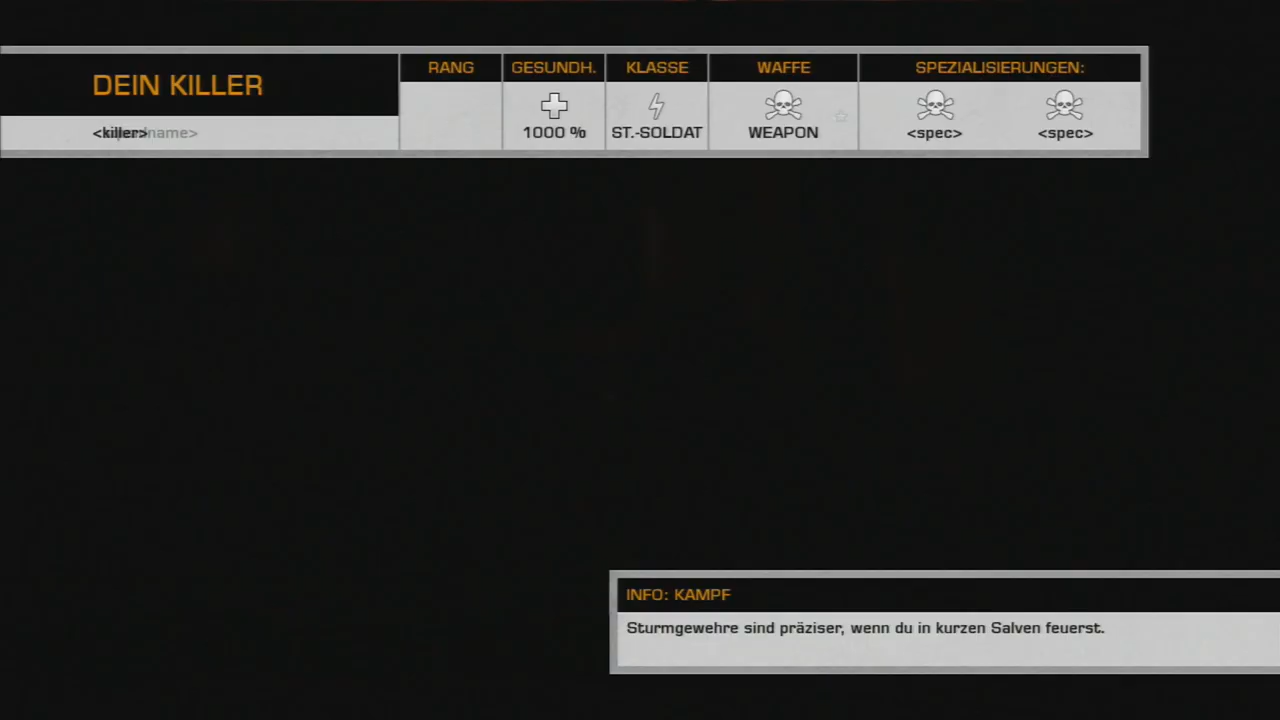 DEIN KILLER
<killer>
name>
RANG
GESUNDH.
1000 %
KLASSE
ST.-SOLDAT
WAFFE
WEAPON
SPEZIALISIERUNGEN:
<spec>
<spec>
INFO: KAMPF
Sturmgewehre sind präziser, wenn du in kurzen Salven feuerst.